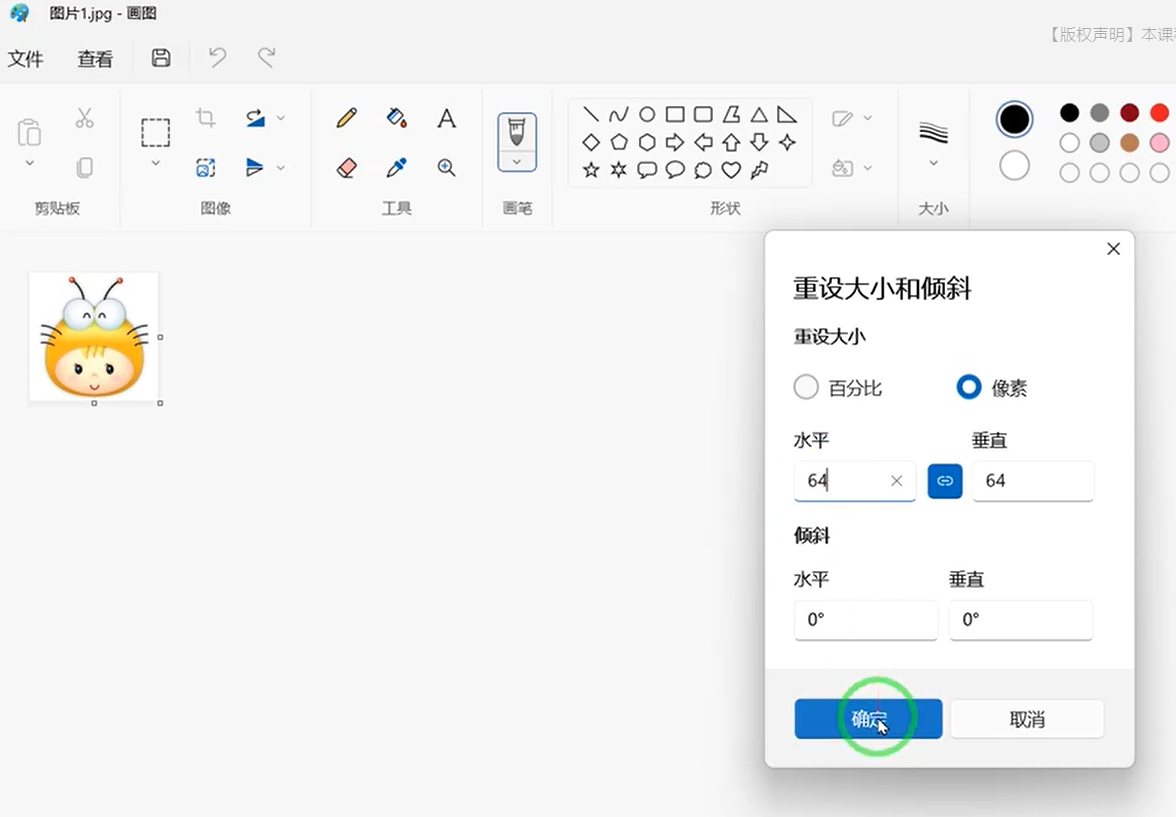 图片1.jpg - 画图
【版权声明】本课
文件 查看
剪贴板 图像 工具 画笔 形状 大小
重设大小和倾斜
重设大小
百分比 像素
水平 垂直
64 64
倾斜
水平 垂直
0° 0°
确定 取消